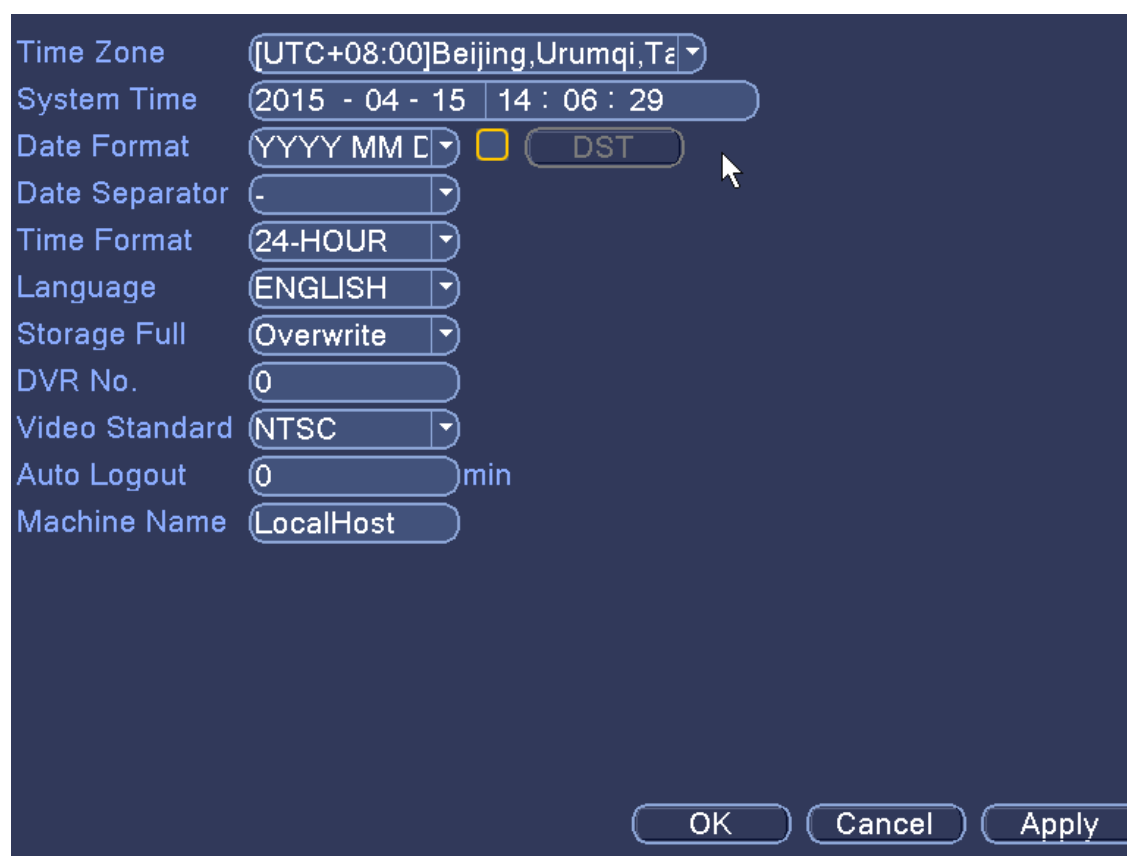 Time Zone [UTC+08:00]Beijing,Urumqi,Ta
System Time 2015 - 04 - 15 14 : 06 : 29
Date Format YYYY MM D DST
Date Separator -
Time Format 24-HOUR
Language ENGLISH
Storage Full Overwrite
DVR No. 0
Video Standard NTSC
Auto Logout 0 min
Machine Name LocalHost
OK Cancel Apply